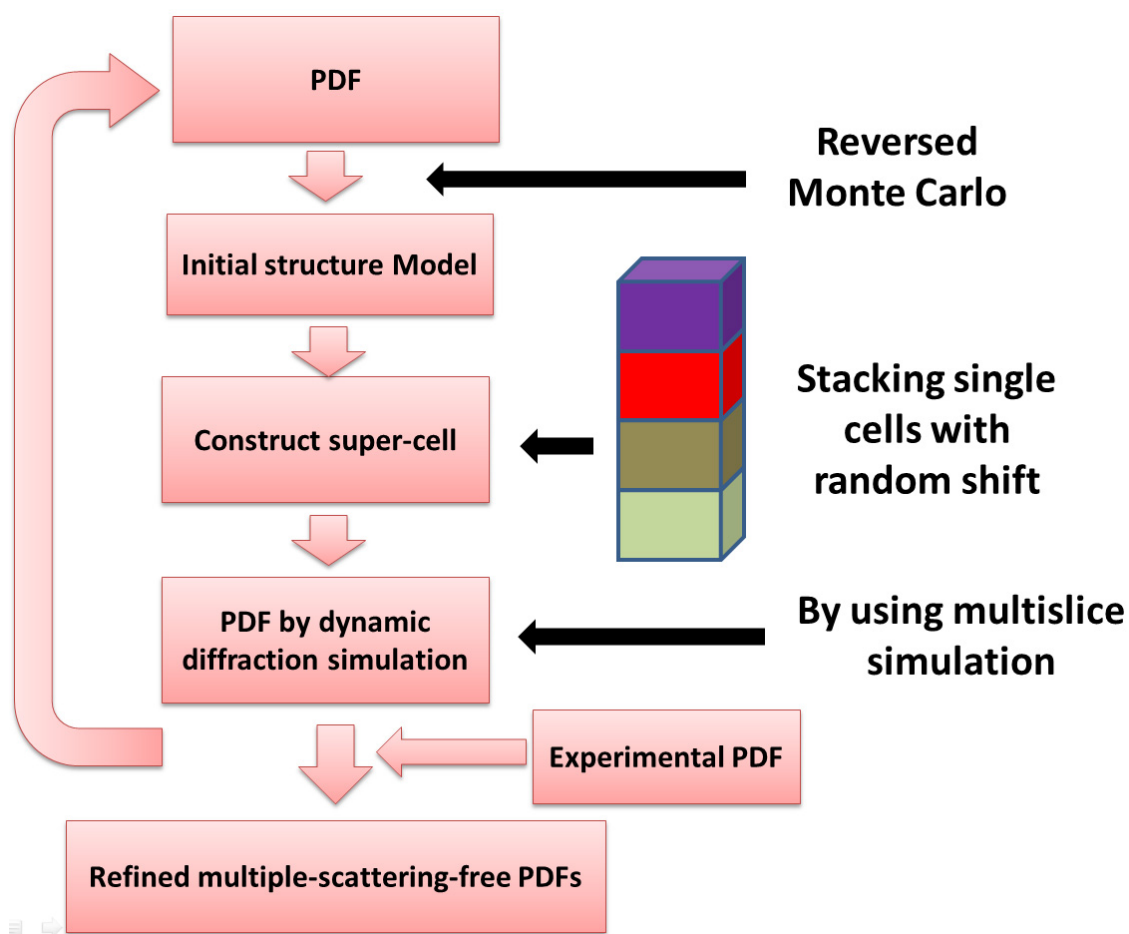 PDF
Reversed
Monte Carlo
Initial structure Model
Stacking single
cells with
random shift
Construct super-cell
PDF by dynamic
diffraction simulation
By using multislice
simulation
Experimental PDF
Refined multiple-scattering-free PDFs